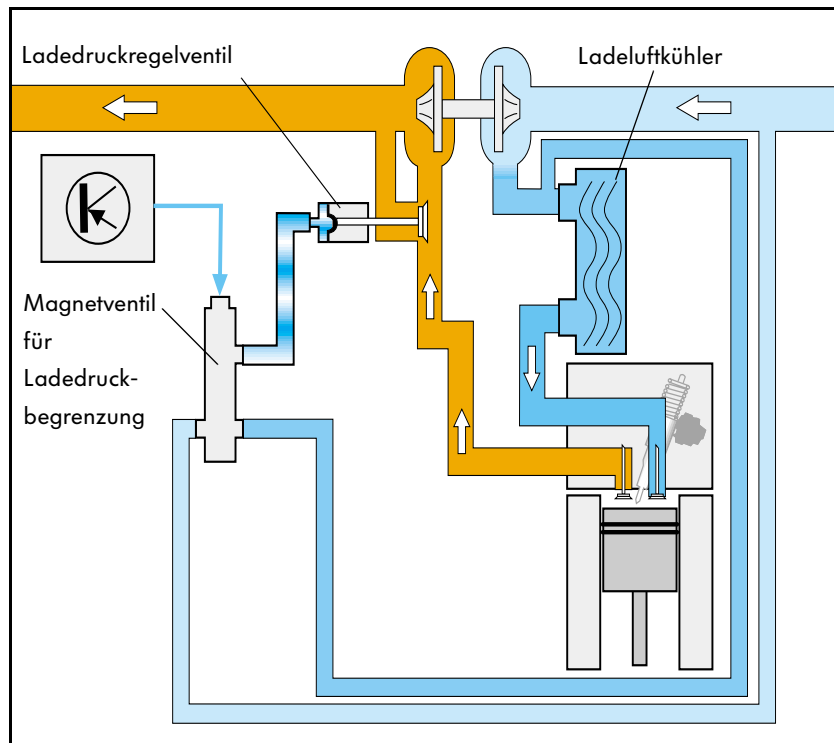 Ladedruckregelventil
Ladeluftkühler
Magnetventil
für
Ladedruck-
begrenzung